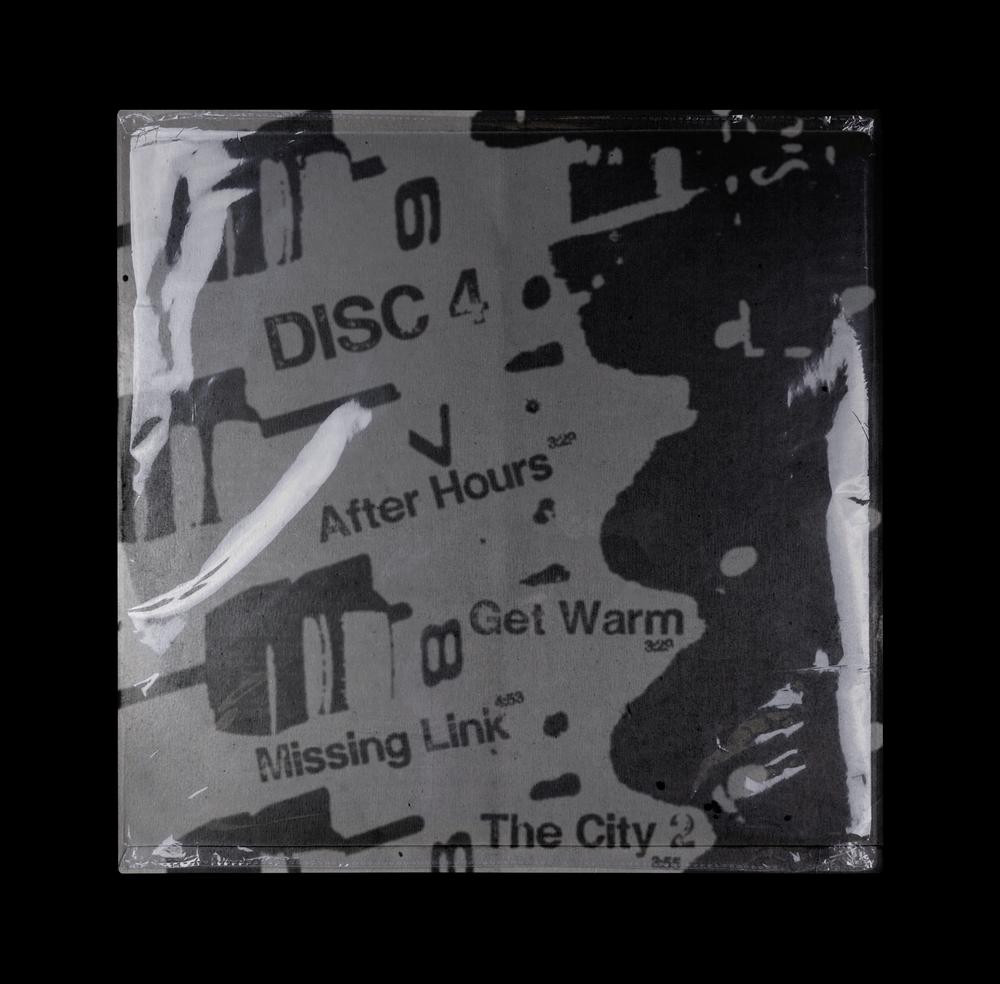 DISC 4
After Hours 3:29
8
Get Warm
3:29
Missing Link 4:53
The City 2
3:55